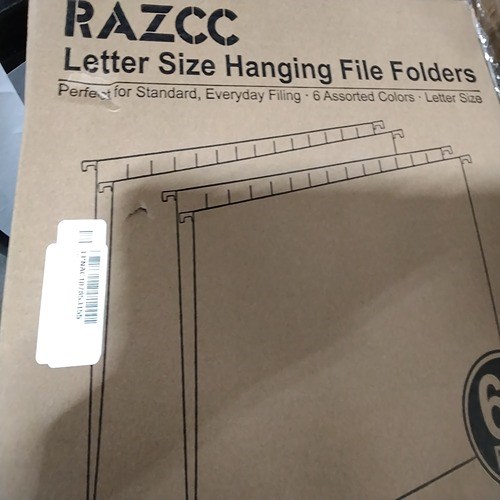 RAZCC
Letter Size Hanging File Folders
Perfect for Standard, Everyday Filing · 6 Assorted Colors · Letter Size
6